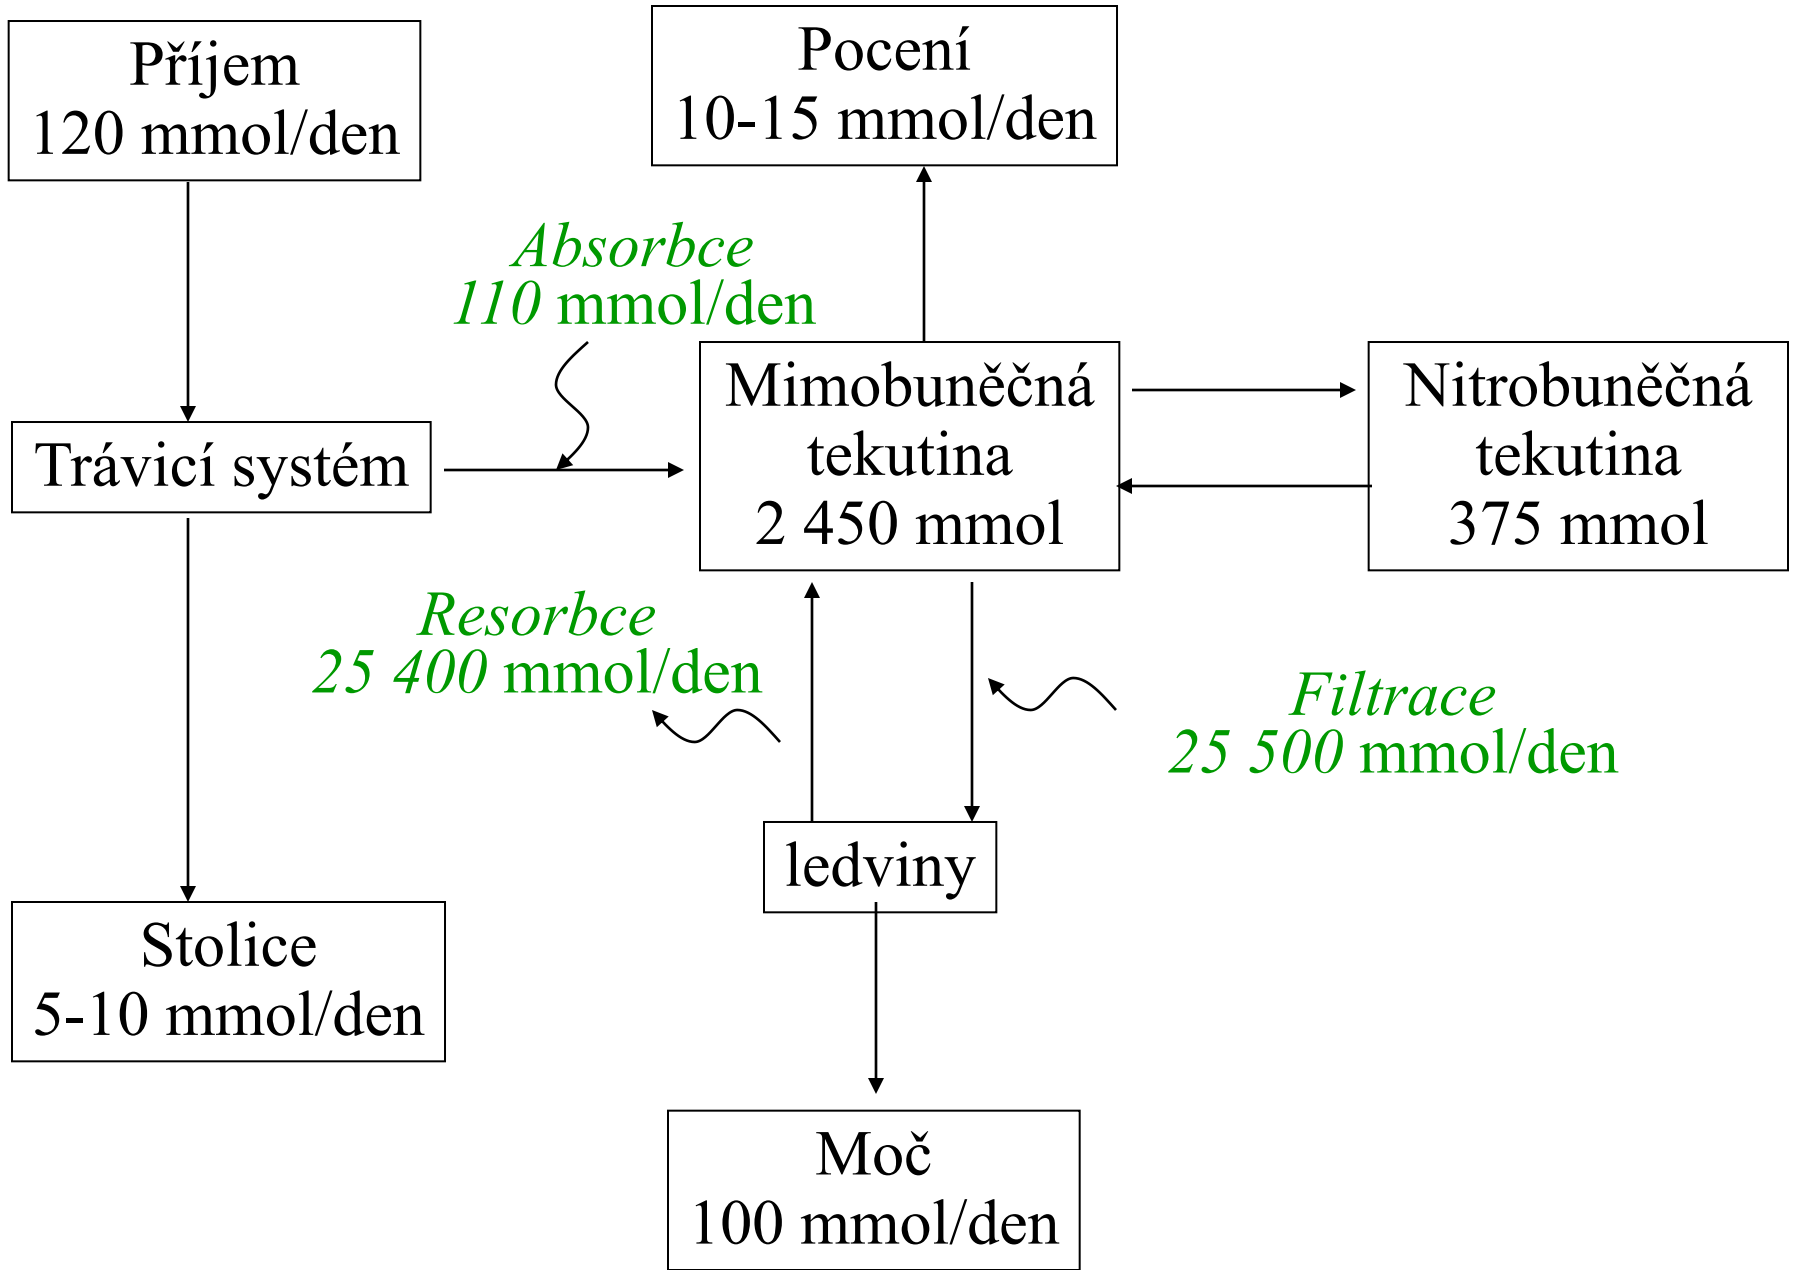 Příjem
120 mmol/den
Pocení
10-15 mmol/den
Absorbce
110 mmol/den
Trávicí systém
Mimobuněčná
tekutina
2 450 mmol
Nitrobuněčná
tekutina
375 mmol
Resorbce
25 400 mmol/den
Filtrace
25 500 mmol/den
ledviny
Stolice
5-10 mmol/den
Moč
100 mmol/den